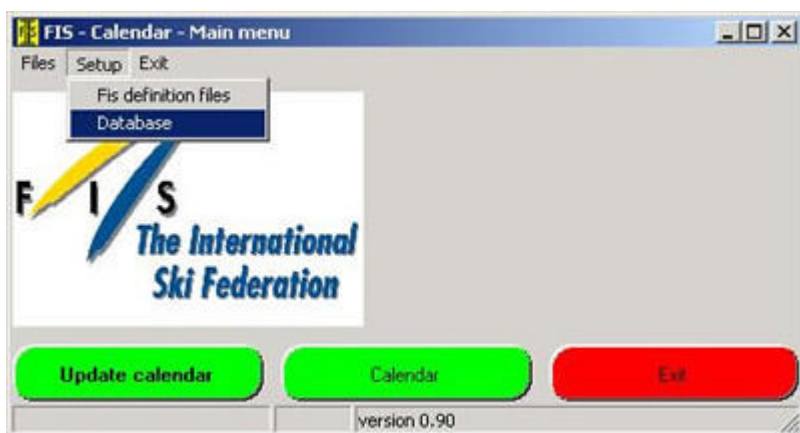 FIS - Calendar - Main menu
Files Setup Exit
Fis definition files
Database
F I S
The International
Ski Federation
Update calendar Calendar Exit
version 0.90